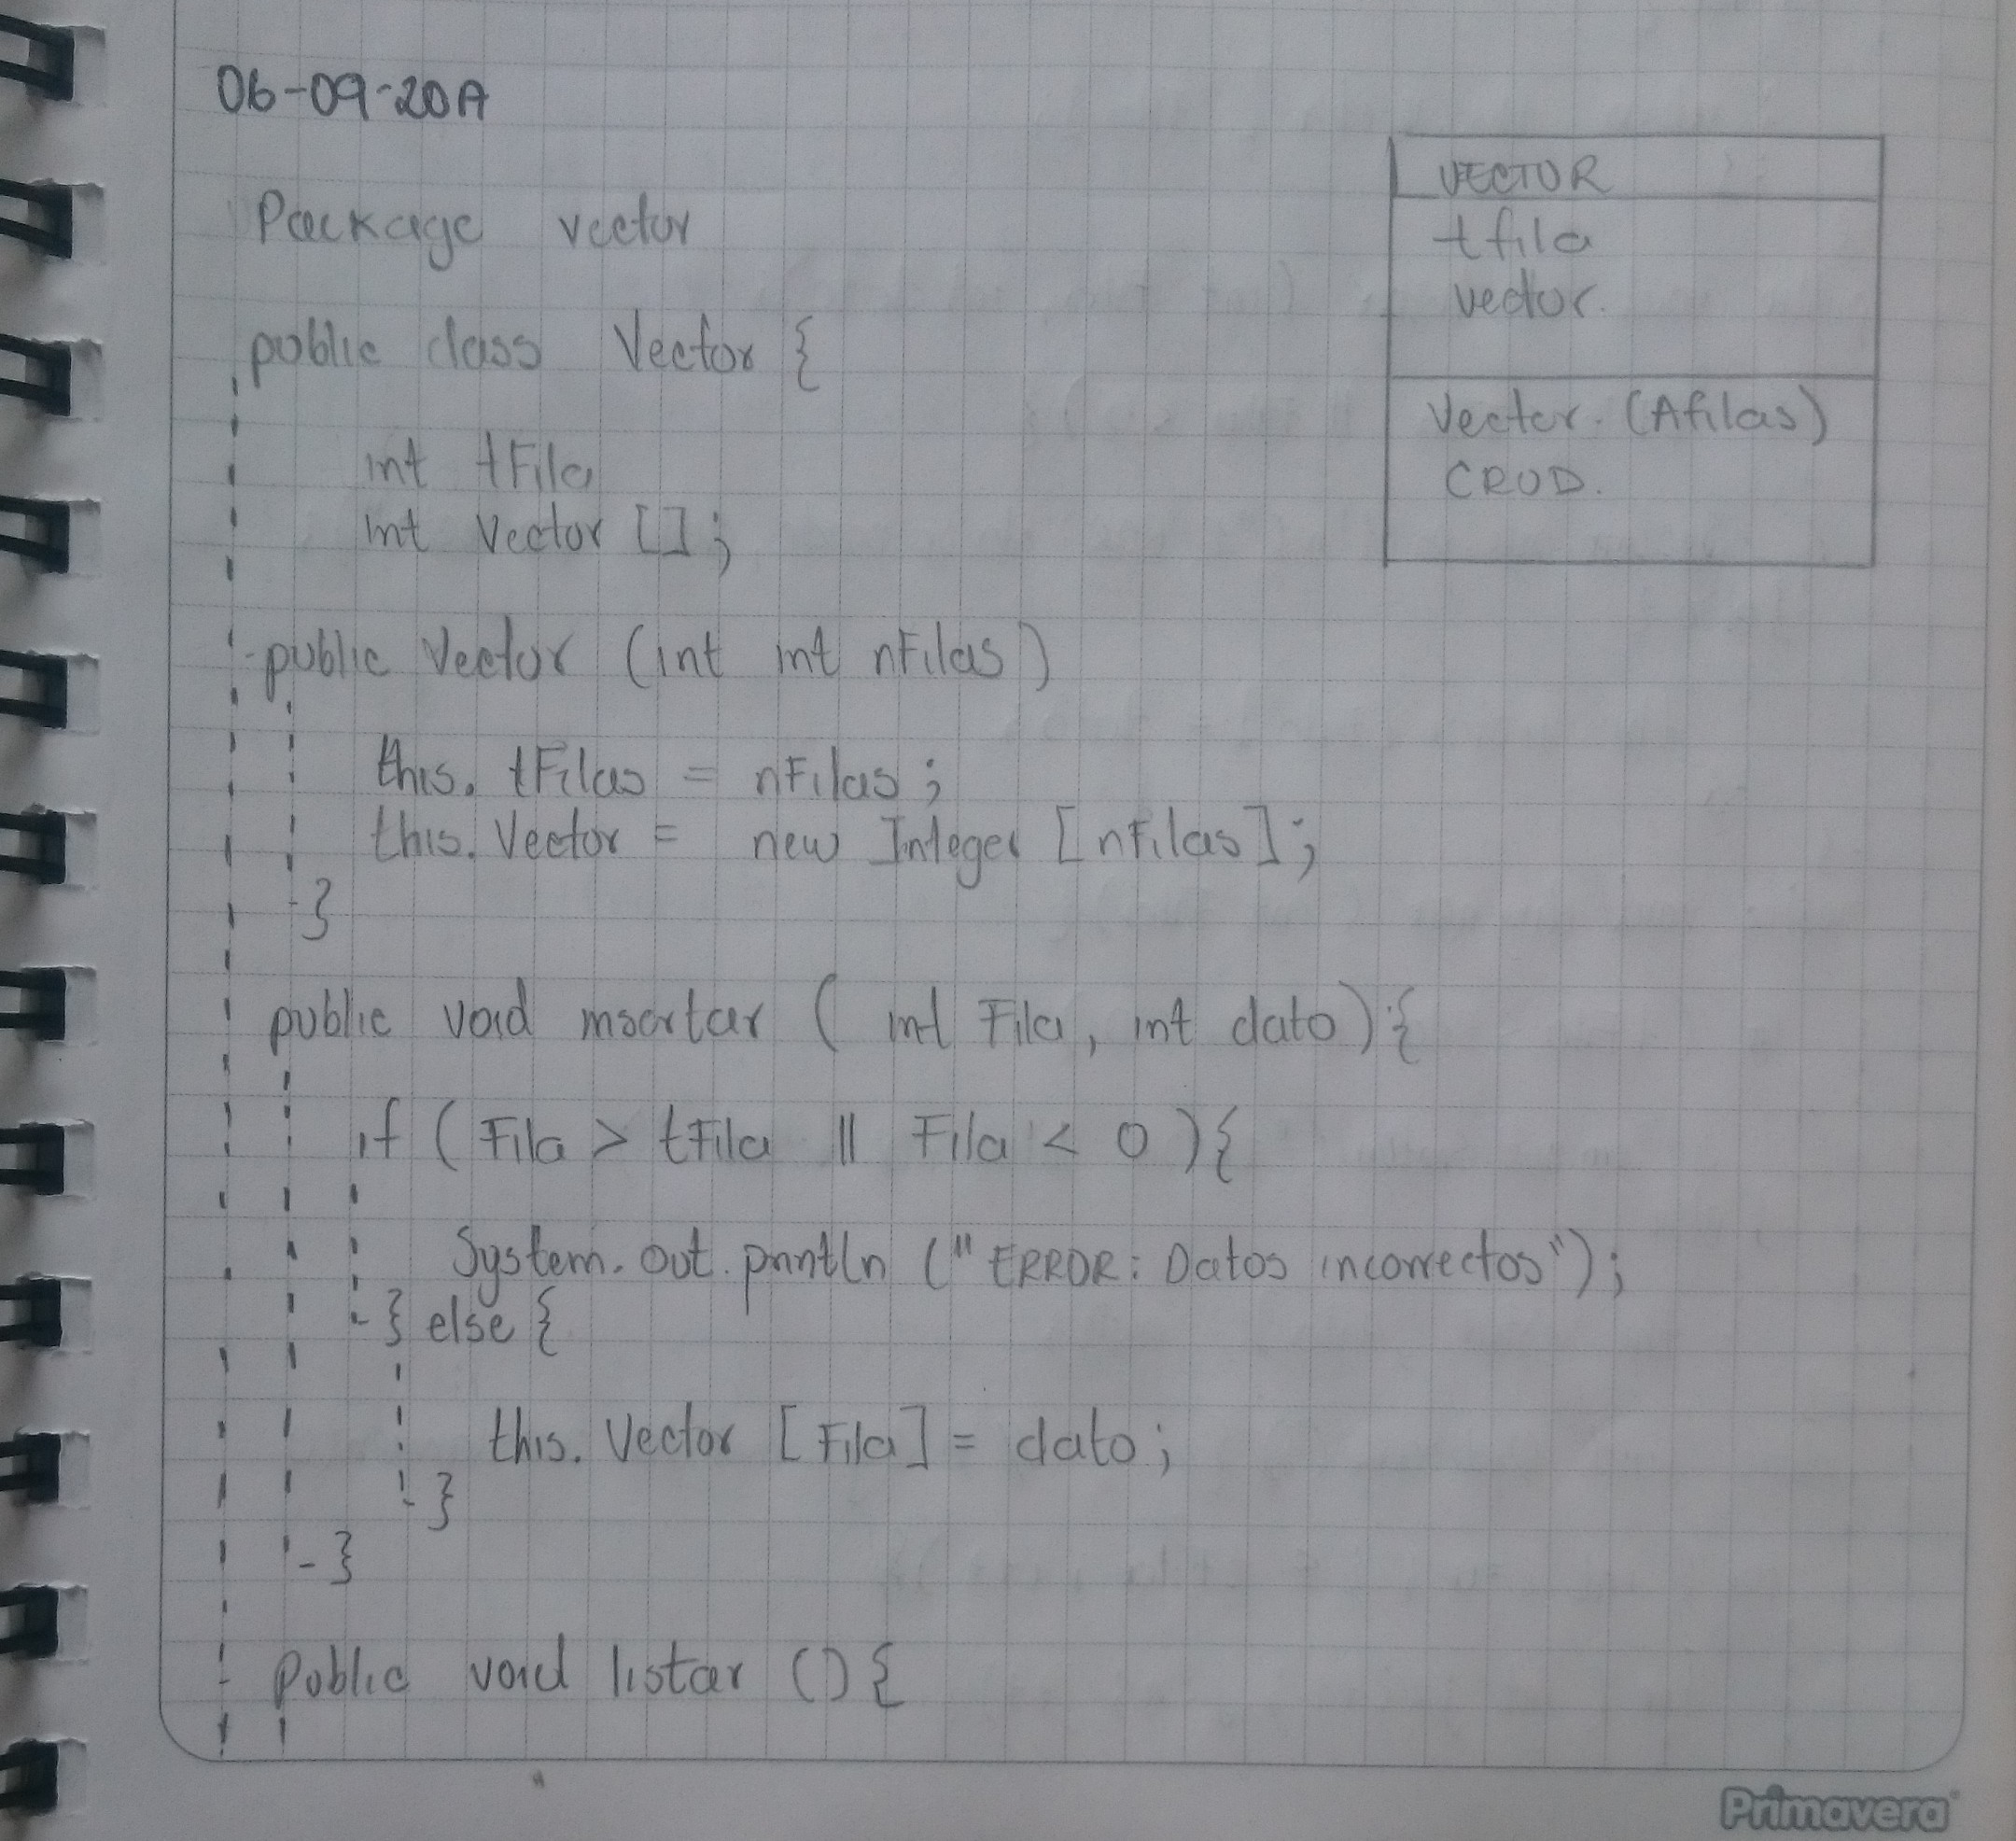 06-09-20A
Package vector
public class Vector {
int tFila
int Vector [];
public Vector (int int nFilas)
this. tFilas = nFilas;
this. Vector = new Integer [nFilas];
}
public void insertar ( int Fila, int dato){
if ( Fila > tFila || Fila < 0 ){
System. out. println ("ERROR: Datos incorrectos");
} else {
this. Vector [Fila] = dato;
}
}
public void listar () {
VECTOR
tfila
vector.
Vector. (Afilas)
CRUD.
Primavera